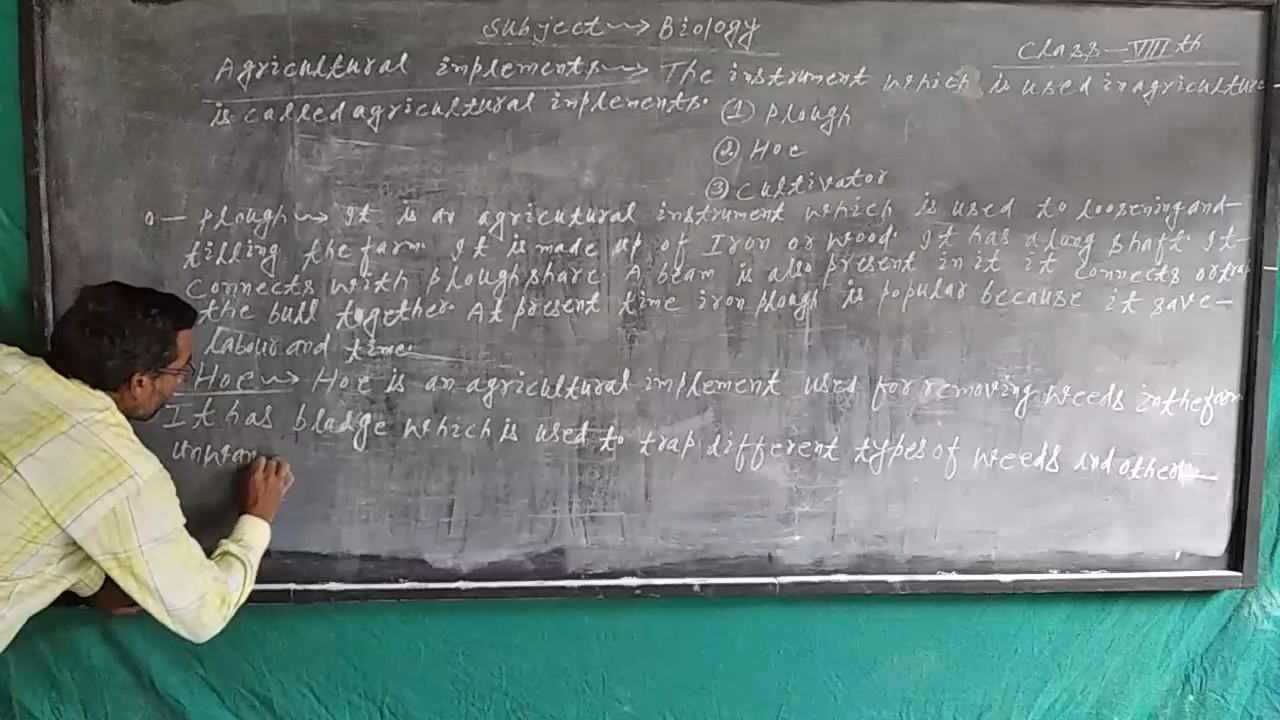 Subject → Biology
Class - VIII th
Agricultural implements → The instrument which is used in agriculture
is called agricultural implements.
(1) Plough
(2) Hoe
(3) Cultivator
Plough → It is an agricutural instrument which is used to loosening and-
tilling the farm. It is made up of Iron or wood. It has a long shaft. It-
connects with ploughshare. A beam is also present in it it connects or
the bull together. At present time iron plough is popular because it save-
labour and time.
Hoe → Hoe is an agricultural implement used for removing weeds in the farm
It has bladge which is used to trap different types of weeds and other
unwan